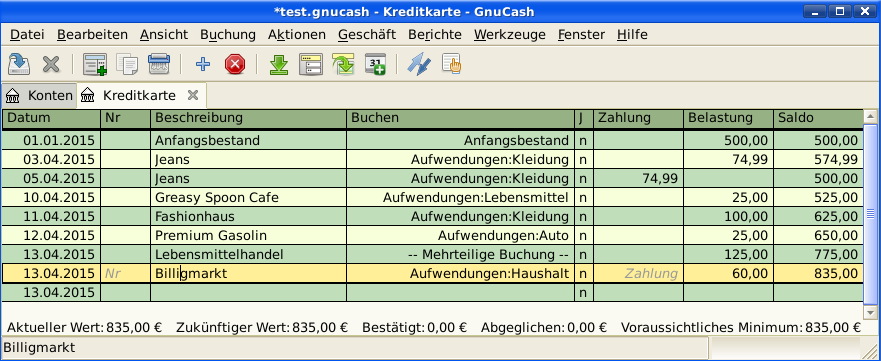 *test.gnucash - Kreditkarte - GnuCash
Datei Bearbeiten Ansicht Buchung Aktionen Geschäft Berichte Werkzeuge Fenster Hilfe
31
Konten Kreditkarte
Datum Nr Beschreibung Buchen J Zahlung Belastung Saldo
01.01.2015 Anfangsbestand Anfangsbestand n 500,00 500,00
03.04.2015 Jeans Aufwendungen:Kleidung n 74,99 574,99
05.04.2015 Jeans Aufwendungen:Kleidung n 74,99 500,00
10.04.2015 Greasy Spoon Cafe Aufwendungen:Lebensmittel n 25,00 525,00
11.04.2015 Fashionhaus Aufwendungen:Kleidung n 100,00 625,00
12.04.2015 Premium Gasolin Aufwendungen:Auto n 25,00 650,00
13.04.2015 Lebensmittelhandel -- Mehrteilige Buchung -- n 125,00 775,00
13.04.2015 Nr Billigmarkt Aufwendungen:Haushalt n Zahlung 60,00 835,00
13.04.2015 n
Aktueller Wert: 835,00 € Zukünftiger Wert: 835,00 € Bestätigt: 0,00 € Abgeglichen: 0,00 € Voraussichtliches Minimum: 835,00 €
Billigmarkt